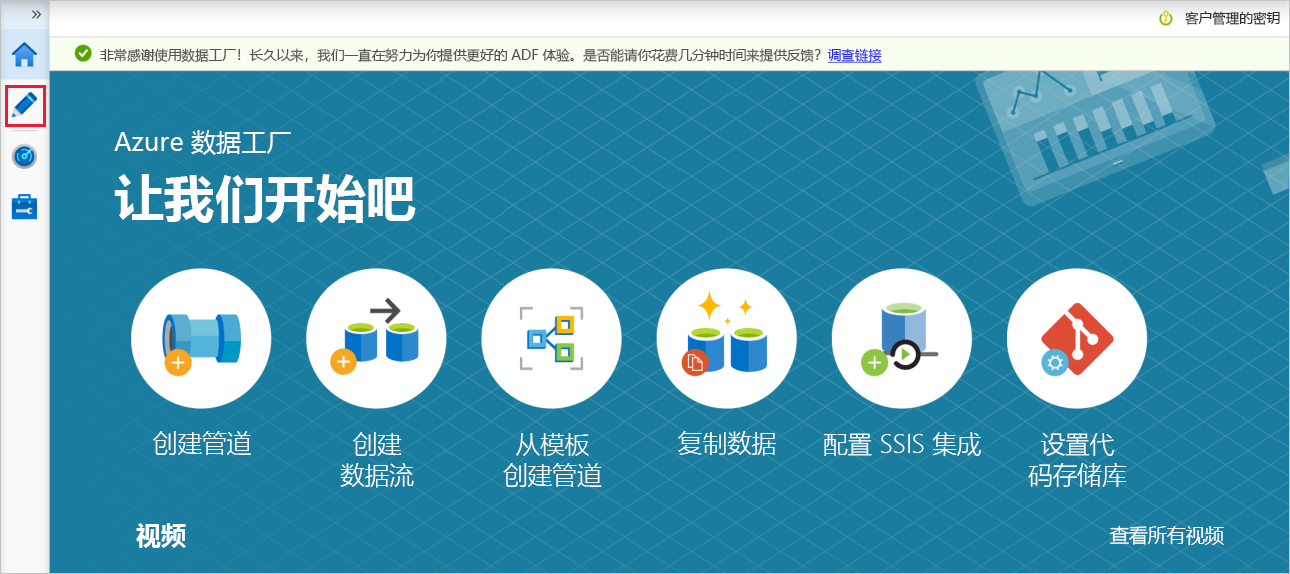 客户管理的密钥
非常感谢使用数据工厂！长久以来，我们一直在努力为你提供更好的 ADF 体验。是否能请你花费几分钟时间来提供反馈？调查链接
Azure 数据工厂
让我们开始吧
创建管道
创建
数据流
从模板
创建管道
复制数据
配置 SSIS 集成
设置代
码存储库
视频
查看所有视频